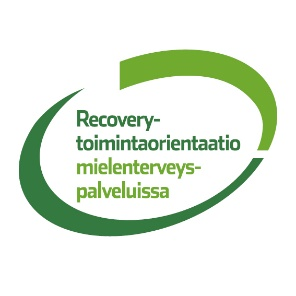 Recovery-
toimintaorientaatio
mielenterveys-
palveluissa